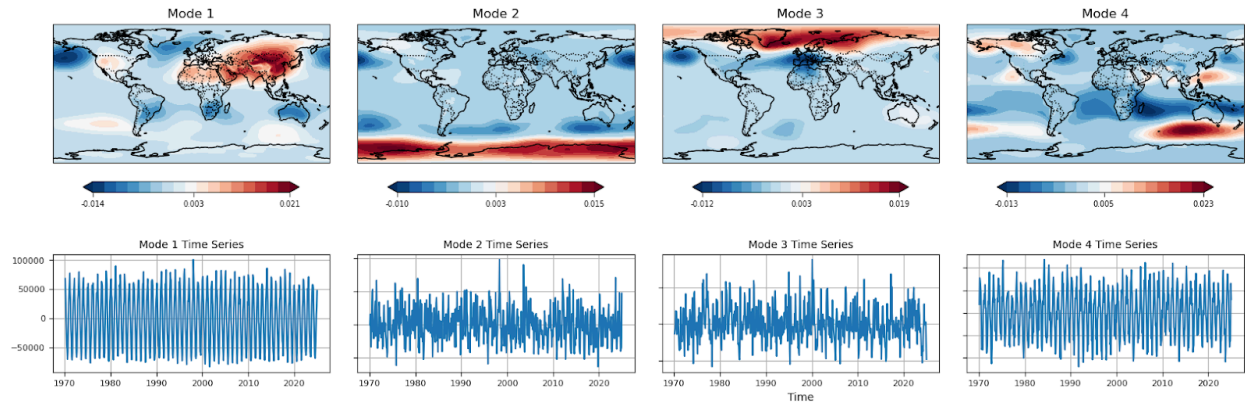 Mode 1 Mode 2 Mode 3 Mode 4
-0.014 0.003 0.021 -0.010 0.003 0.015 -0.012 0.003 0.019 -0.013 0.005 0.023
Mode 1 Time Series Mode 2 Time Series Mode 3 Time Series Mode 4 Time Series
100000
50000
0
−50000
1970 1980 1990 2000 2010 2020 1970 1980 1990 2000 2010 2020 1970 1980 1990 2000 2010 2020 1970 1980 1990 2000 2010 2020
Time